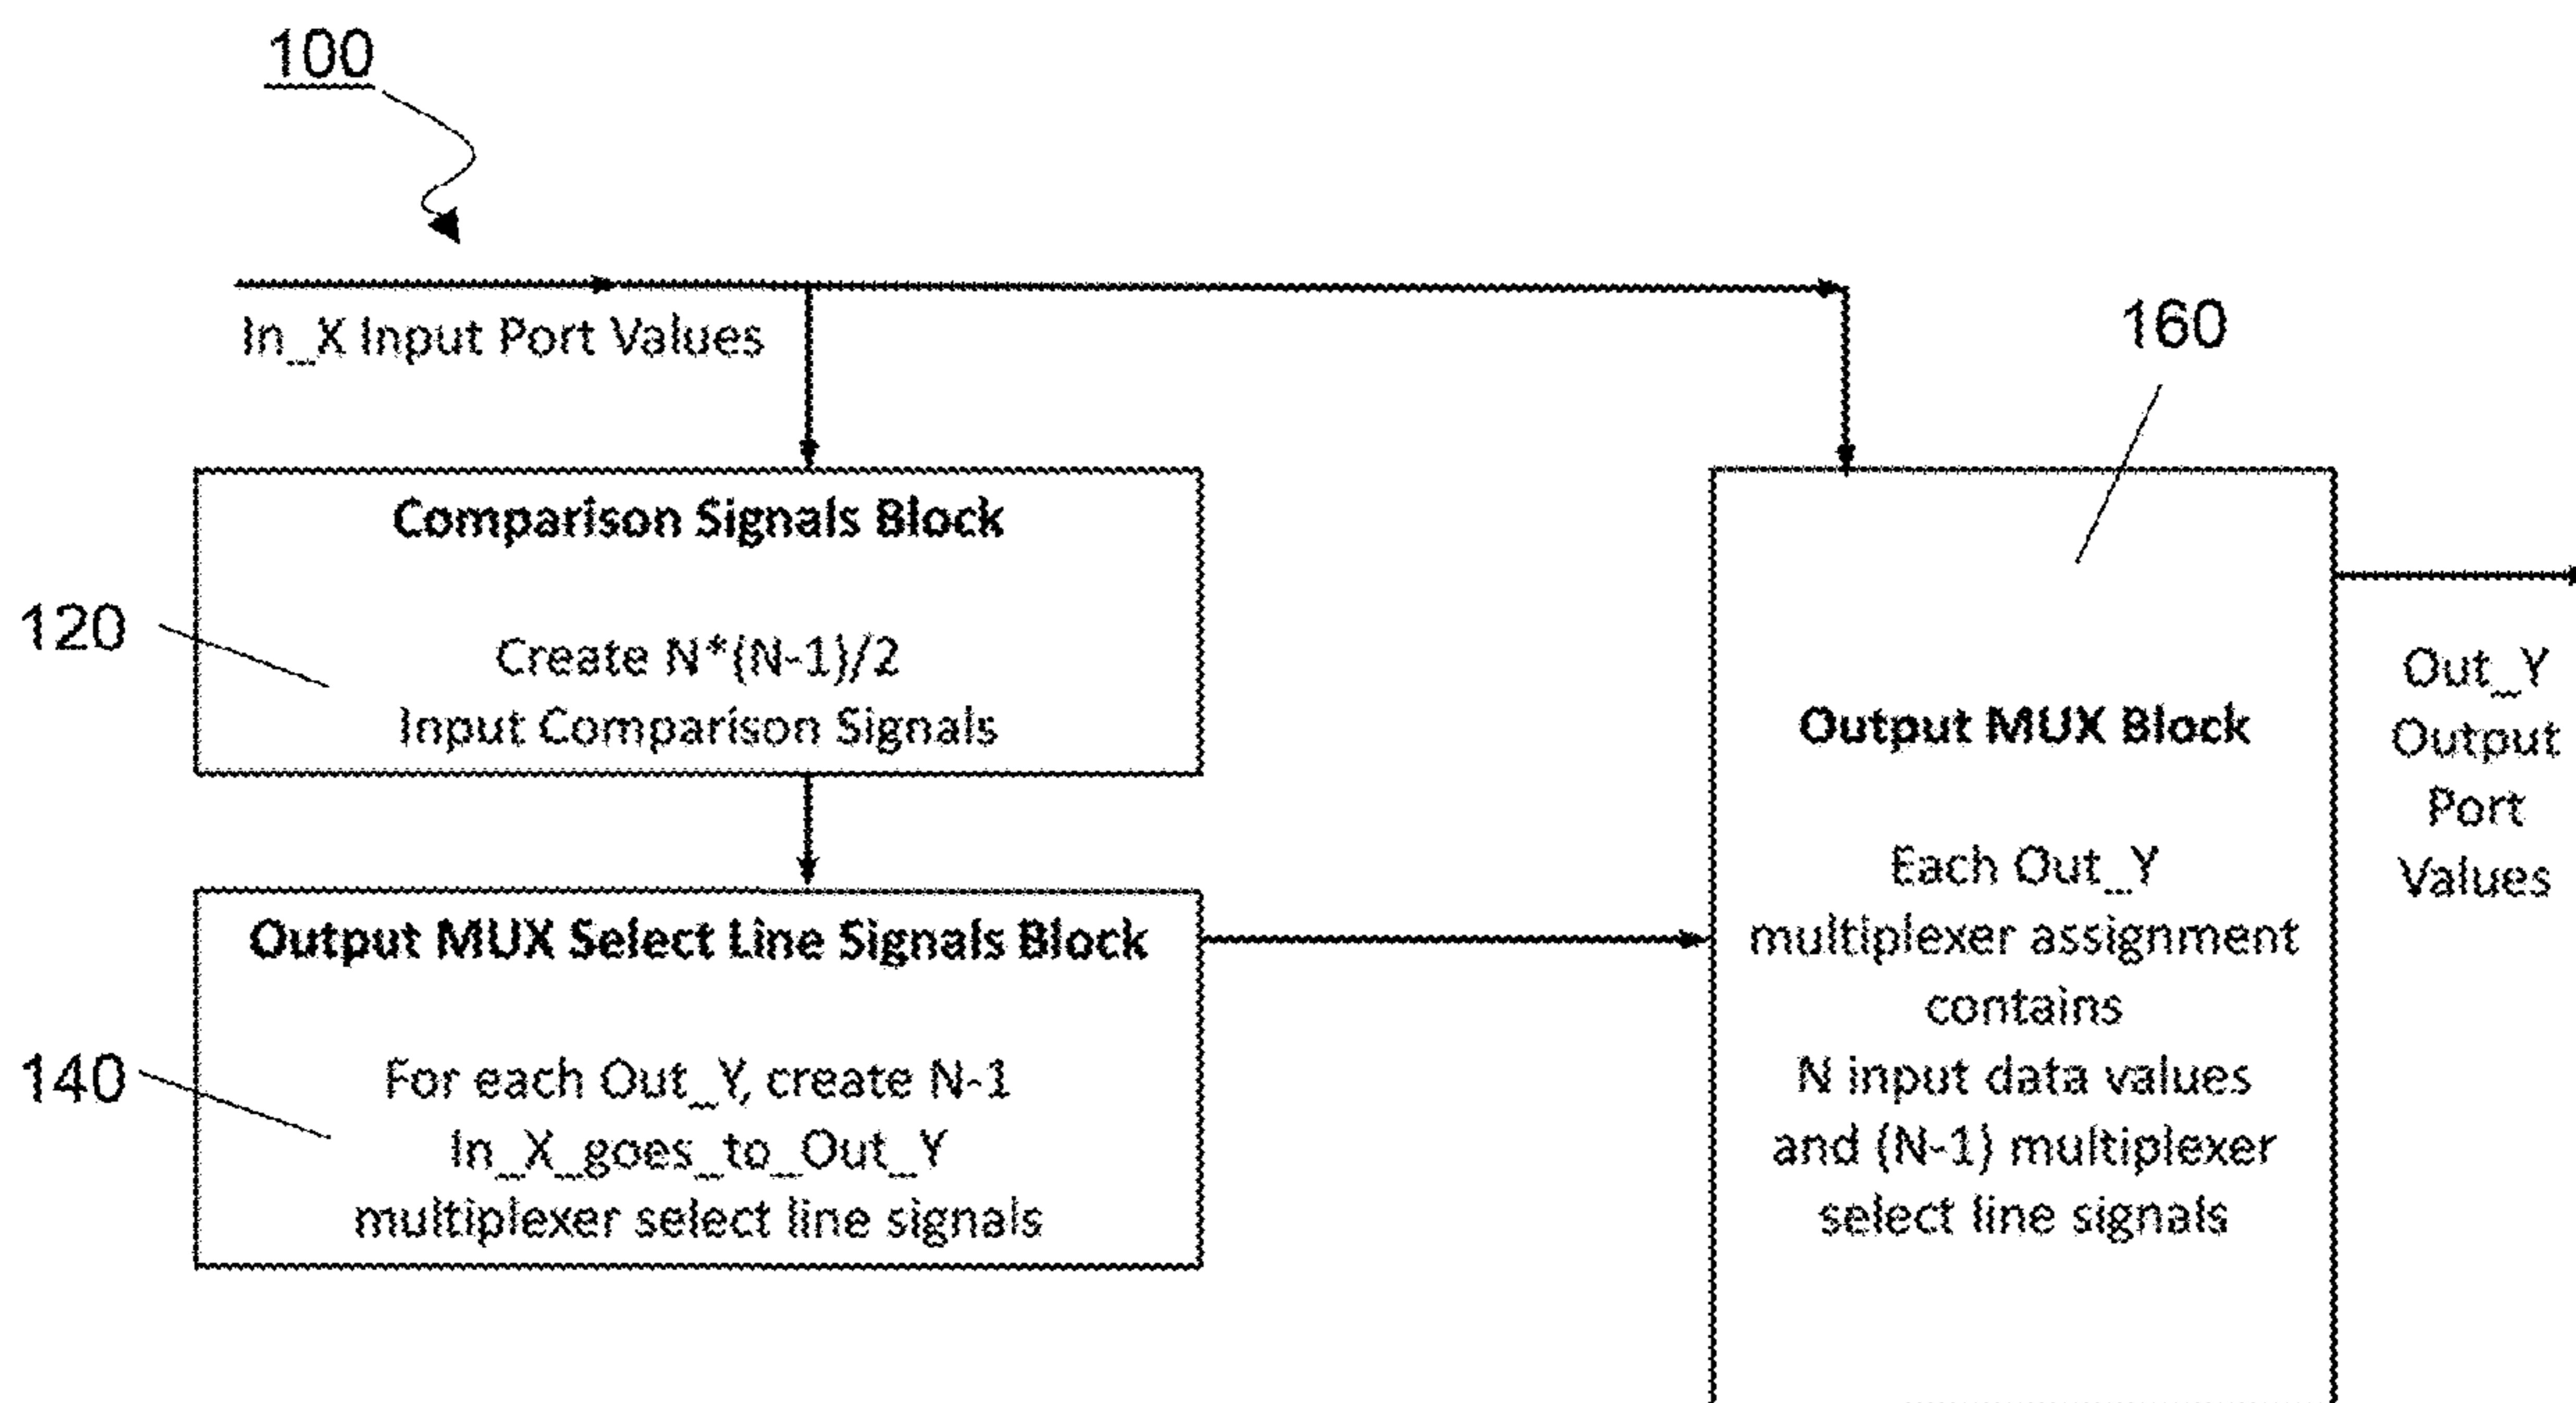 100
In_X Input Port Values
160
Comparison Signals Block
120
Create N*(N-1)/2
Input Comparison Signals
Output MUX Select Line Signals Block
140
For each Out_Y, create N-1
In_X_goes_to_Out_Y
multiplexer select line signals
Output MUX Block
Each Out_Y
multiplexer assignment
contains
N input data values
and (N-1) multiplexer
select line signals
Out_Y
Output
Port
Values